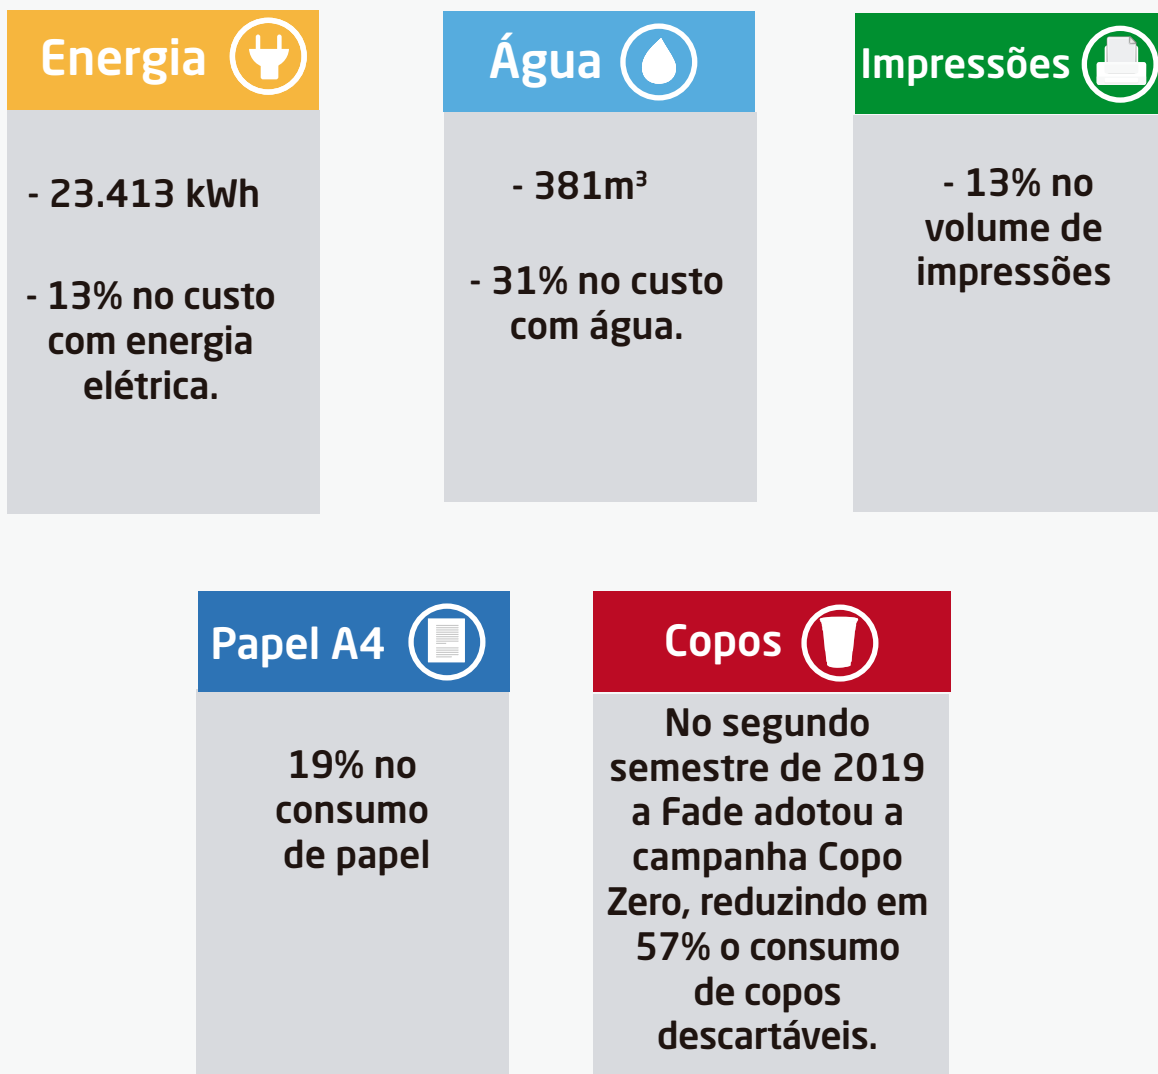 Energia
- 23.413 kWh
- 13% no custo
com energia
elétrica.
Água
- 381m³
- 31% no custo
com água.
Impressões
- 13% no
volume de
impressões
Papel A4
19% no
consumo
de papel
Copos
No segundo
semestre de 2019
a Fade adotou a
campanha Copo
Zero, reduzindo em
57% o consumo
de copos
descartáveis.